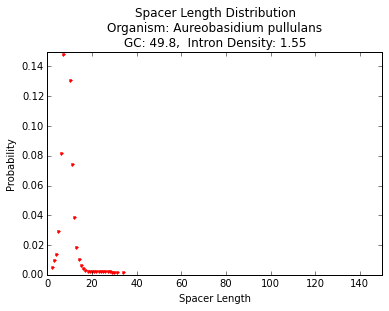 Spacer Length Distribution
Organism: Aureobasidium pullulans
GC: 49.8,  Intron Density: 1.55
0.14
0.12
0.10
0.08
0.06
0.04
0.02
0.00
Probability
0 20 40 60 80 100 120 140
Spacer Length